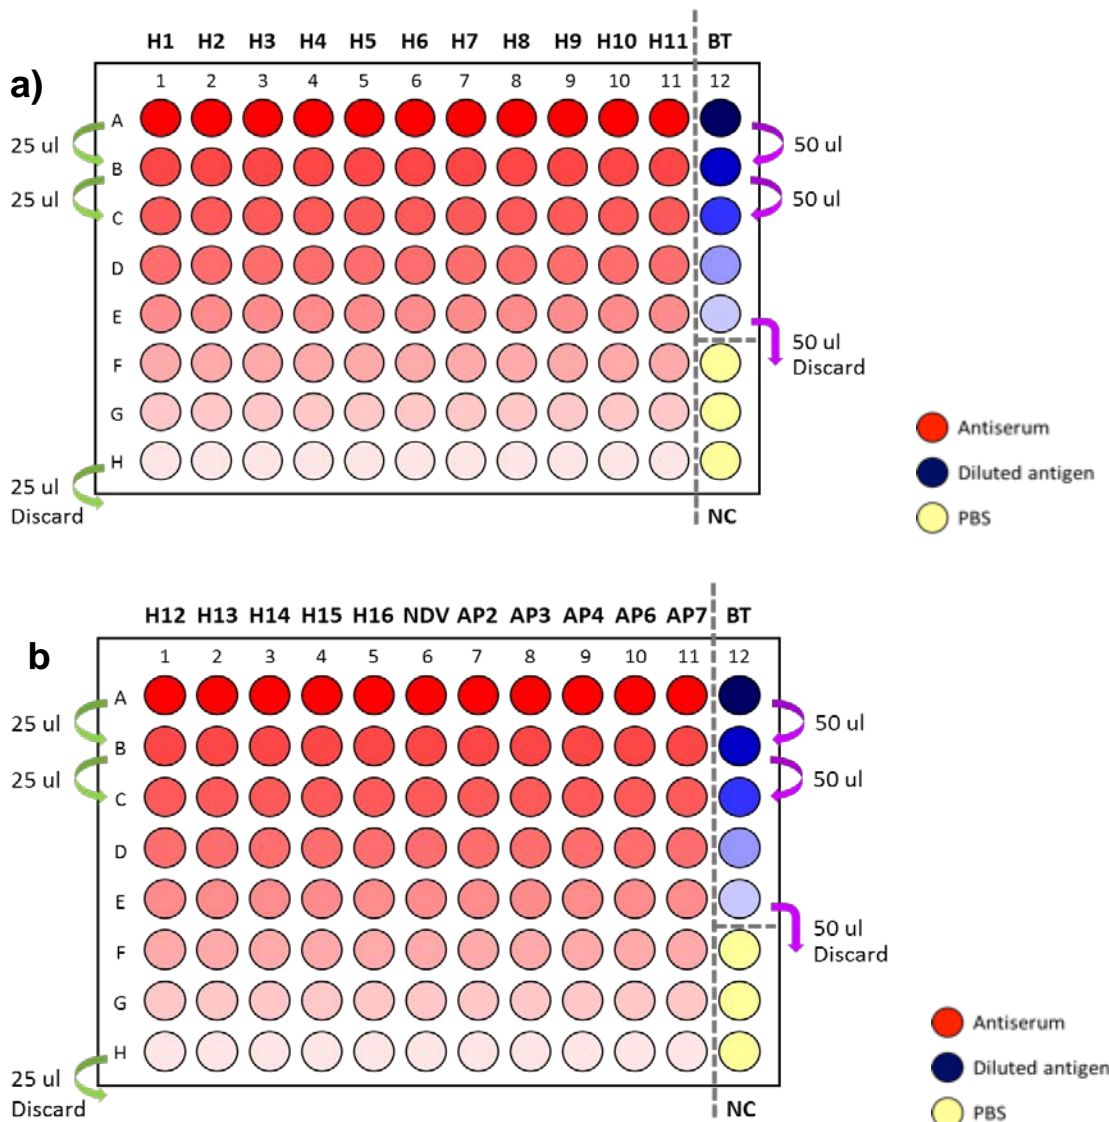 H1 H2 H3 H4 H5 H6 H7 H8 H9 H10 H11 BT
a)
1 2 3 4 5 6 7 8 9 10 11 12
A
25 ul
50 ul
B
25 ul
50 ul
C
D
E
50 ul
Discard
F
G
Antiserum
H
Diluted antigen
25 ul
Discard
NC
PBS
H12 H13 H14 H15 H16 NDV AP2 AP3 AP4 AP6 AP7 BT
b
1 2 3 4 5 6 7 8 9 10 11 12
A
25 ul
50 ul
B
25 ul
50 ul
C
D
E
50 ul
Discard
F
G
Antiserum
H
Diluted antigen
25 ul
Discard
NC
PBS